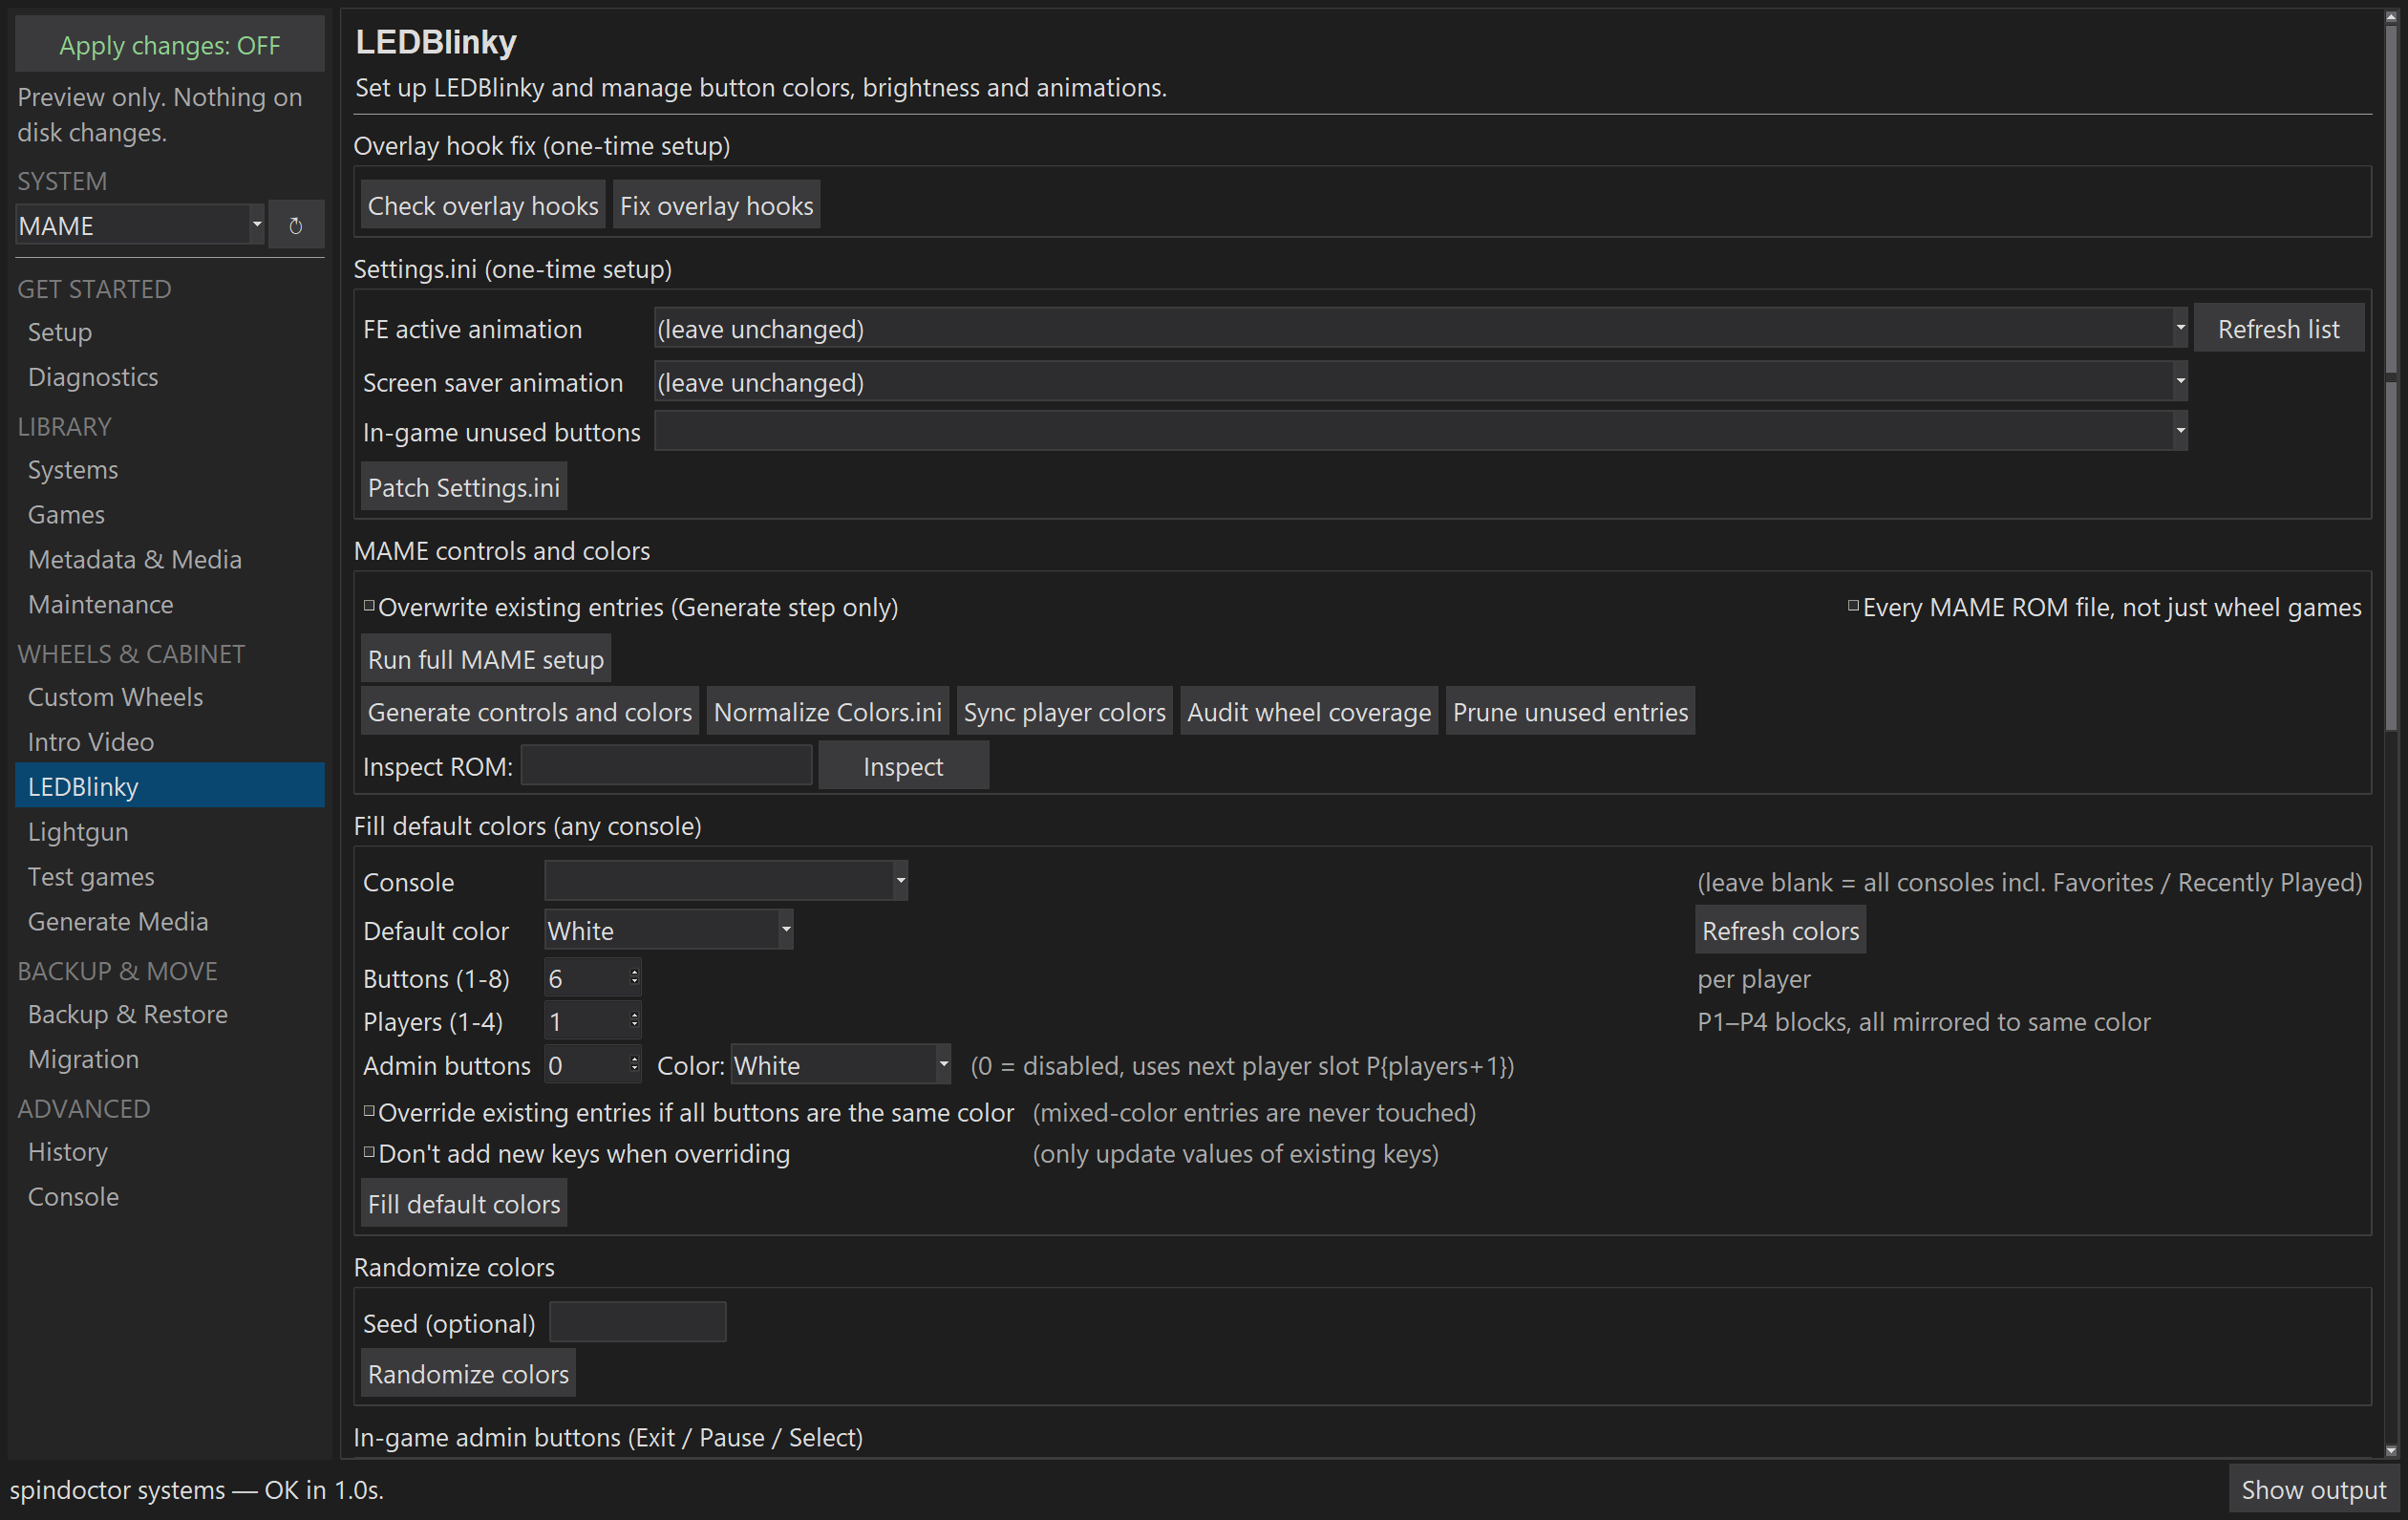 Apply changes: OFF
Preview only. Nothing on
disk changes.
SYSTEM
MAME
GET STARTED
Setup
Diagnostics
LIBRARY
Systems
Games
Metadata & Media
Maintenance
WHEELS & CABINET
Custom Wheels
Intro Video
LEDBlinky
Lightgun
Test games
Generate Media
BACKUP & MOVE
Backup & Restore
Migration
ADVANCED
History
Console
LEDBlinky
Set up LEDBlinky and manage button colors, brightness and animations.
Overlay hook fix (one-time setup)
Check overlay hooks Fix overlay hooks
Settings.ini (one-time setup)
FE active animation (leave unchanged) Refresh list
Screen saver animation (leave unchanged)
In-game unused buttons
Patch Settings.ini
MAME controls and colors
Overwrite existing entries (Generate step only) Every MAME ROM file, not just wheel games
Run full MAME setup
Generate controls and colors Normalize Colors.ini Sync player colors Audit wheel coverage Prune unused entries
Inspect ROM: Inspect
Fill default colors (any console)
Console (leave blank = all consoles incl. Favorites / Recently Played)
Default color White Refresh colors
Buttons (1-8) 6 per player
Players (1-4) 1 P1–P4 blocks, all mirrored to same color
Admin buttons 0 Color: White (0 = disabled, uses next player slot P{players+1})
Override existing entries if all buttons are the same color (mixed-color entries are never touched)
Don't add new keys when overriding (only update values of existing keys)
Fill default colors
Randomize colors
Seed (optional)
Randomize colors
In-game admin buttons (Exit / Pause / Select)
spindoctor systems — OK in 1.0s. Show output